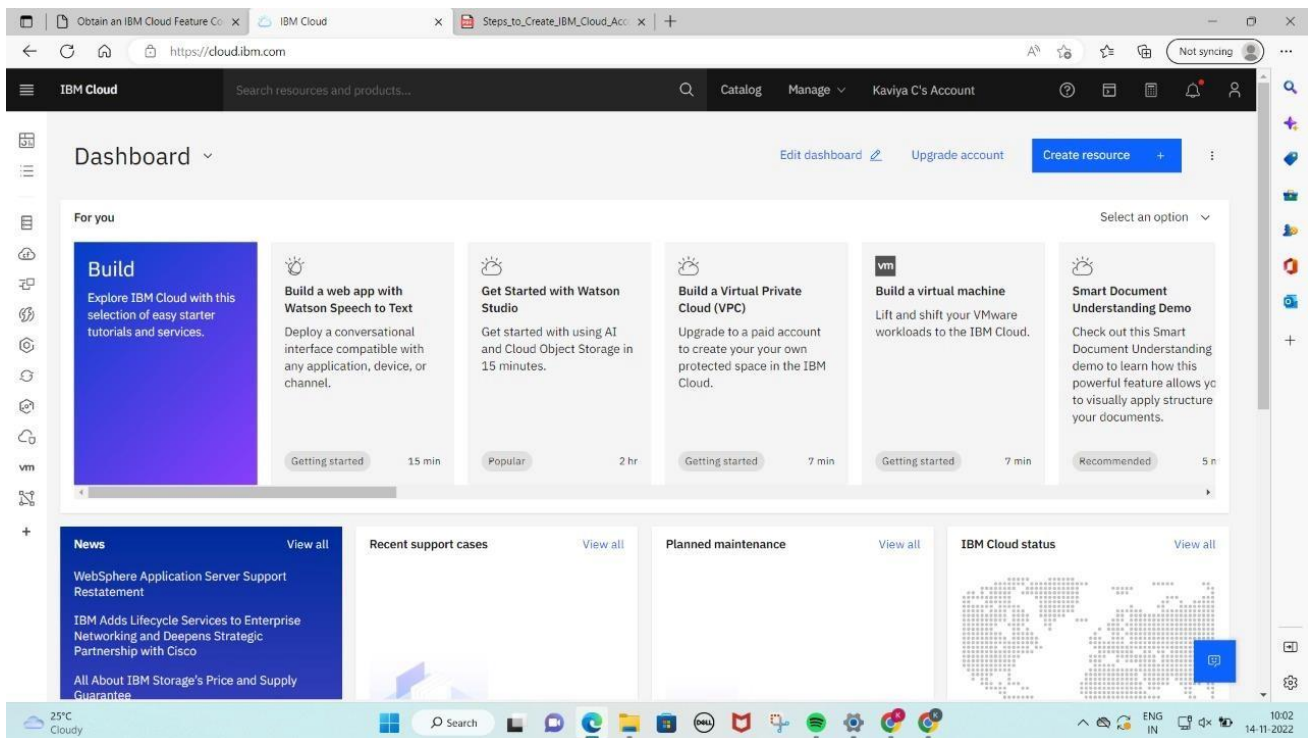 Obtain an IBM Cloud Feature Co
IBM Cloud
Steps_to_Create_IBM_Cloud_Acc
https://cloud.ibm.com
Not syncing
IBM Cloud
Search resources and products...
Catalog
Manage
Kaviya C's Account
Dashboard
Edit dashboard
Upgrade account
Create resource +
For you
Select an option
Build
Explore IBM Cloud with this
selection of easy starter
tutorials and services.
Build a web app with
Watson Speech to Text
Deploy a conversational
interface compatible with
any application, device, or
channel.
Getting started 15 min
Get Started with Watson
Studio
Get started with using AI
and Cloud Object Storage in
15 minutes.
Popular 2 hr
Build a Virtual Private
Cloud (VPC)
Upgrade to a paid account
to create your your own
protected space in the IBM
Cloud.
Getting started 7 min
vm
Build a virtual machine
Lift and shift your VMware
workloads to the IBM Cloud.
Getting started 7 min
Smart Document
Understanding Demo
Check out this Smart
Document Understanding
demo to learn how this
powerful feature allows yo
to visually apply structure
your documents.
Recommended 5 m
vm
News View all
WebSphere Application Server Support
Restatement
IBM Adds Lifecycle Services to Enterprise
Networking and Deepens Strategic
Partnership with Cisco
All About IBM Storage's Price and Supply
Guarantee
Recent support cases View all
Planned maintenance View all
IBM Cloud status View all
25°C
Cloudy
Search
DELL
ENG
IN
10:02
14-11-2022